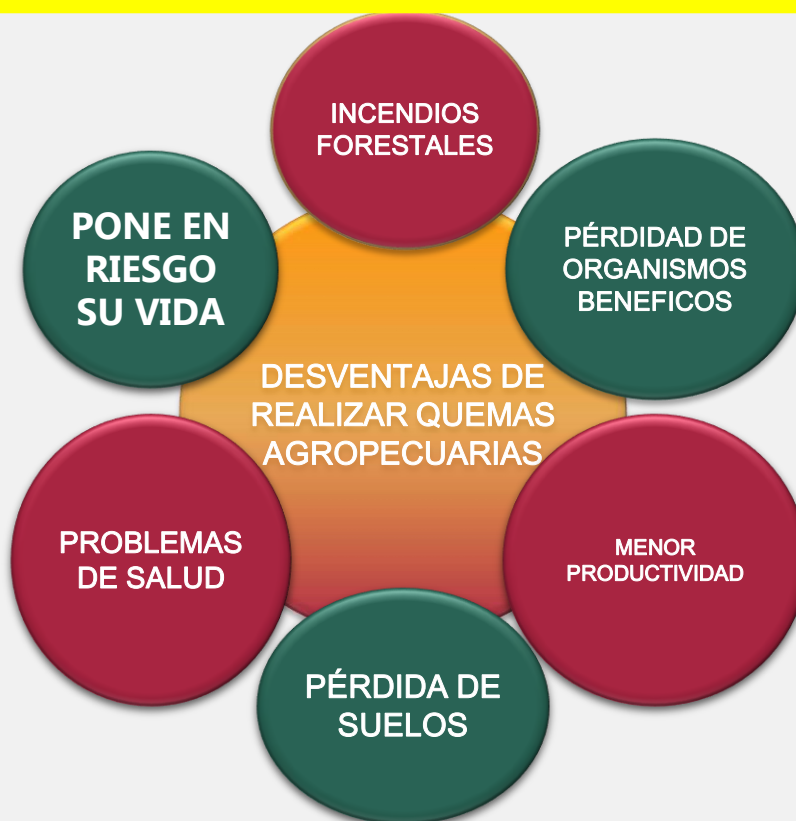 INCENDIOS
FORESTALES
PÉRDIDAD DE
ORGANISMOS
BENEFICOS
PONE EN
RIESGO
SU VIDA
DESVENTAJAS DE
REALIZAR QUEMAS
AGROPECUARIAS
PROBLEMAS
DE SALUD
MENOR
PRODUCTIVIDAD
PÉRDIDA DE
SUELOS